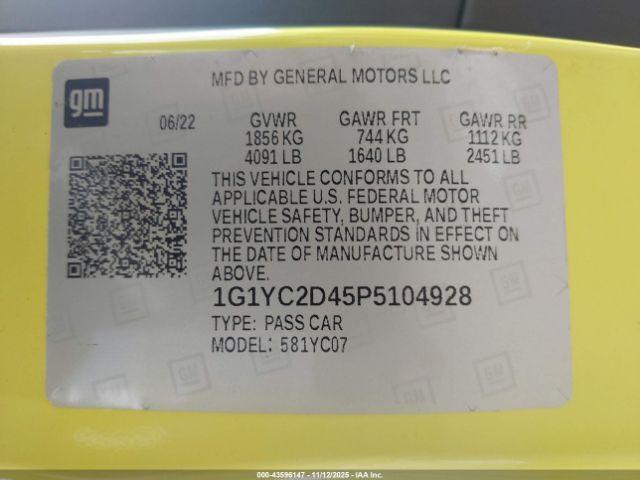 gm
MFD BY GENERAL MOTORS LLC
06/22 GVWR GAWR FRT GAWR RR
1856 KG 744 KG 1112 KG
4091 LB 1640 LB 2451 LB
THIS VEHICLE CONFORMS TO ALL
APPLICABLE U.S. FEDERAL MOTOR
VEHICLE SAFETY, BUMPER, AND THEFT
PREVENTION STANDARDS IN EFFECT ON
THE DATE OF MANUFACTURE SHOWN
ABOVE.
1G1YC2D45P5104928
TYPE: PASS CAR
MODEL: 581YC07
000-43596147 - 11/12/2025 - IAA Inc.